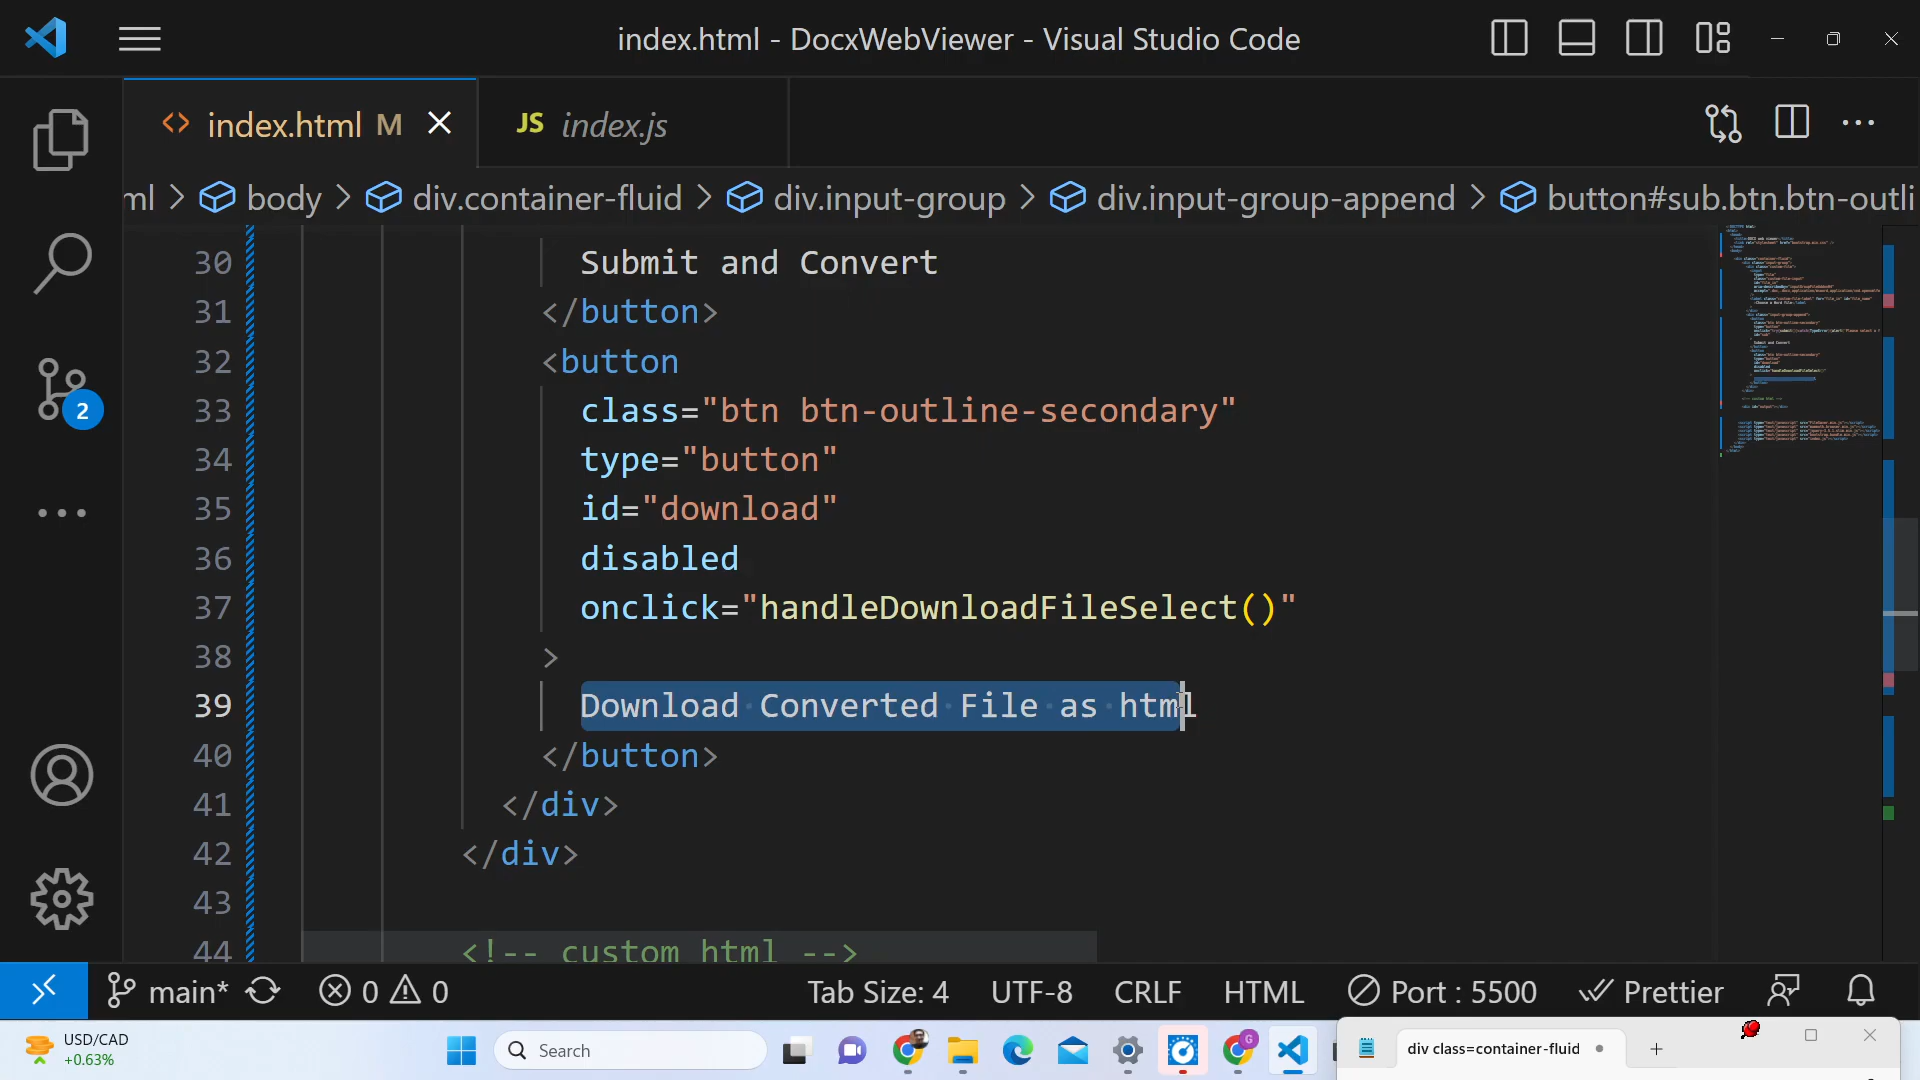 index.html - DocxWebViewer - Visual Studio Code
index.html M
JS index.js
ml > body > div.container-fluid > div.input-group > div.input-group-append > button#sub.btn.btn-outli
30 Submit and Convert
31 </button>
32 <button
33 class="btn btn-outline-secondary"
34 type="button"
35 id="download"
36 disabled
37 onclick="handleDownloadFileSelect()"
38 >
39 Download Converted File as html
40 </button>
41 </div>
42 </div>
43
44 <!-- custom html -->
2
main* 0 0 Tab Size: 4 UTF-8 CRLF HTML Port : 5500 Prettier
USD/CAD
+0.63%
Search
G
div class=container-fluid